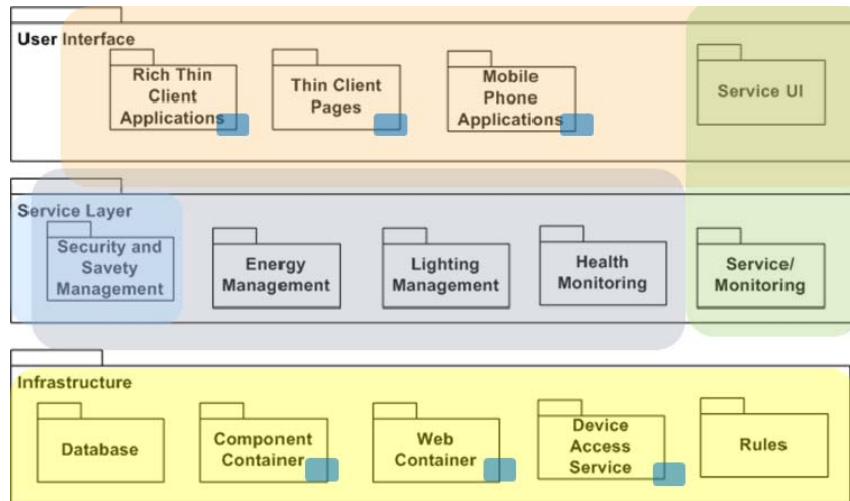 User Interface
Rich Thin
Client
Applications
Thin Client
Pages
Mobile
Phone
Applications
Service UI
Service Layer
Security and
Savety
Management
Energy
Management
Lighting
Management
Health
Monitoring
Service/
Monitoring
Infrastructure
Database
Component
Container
Web
Container
Device
Access
Service
Rules